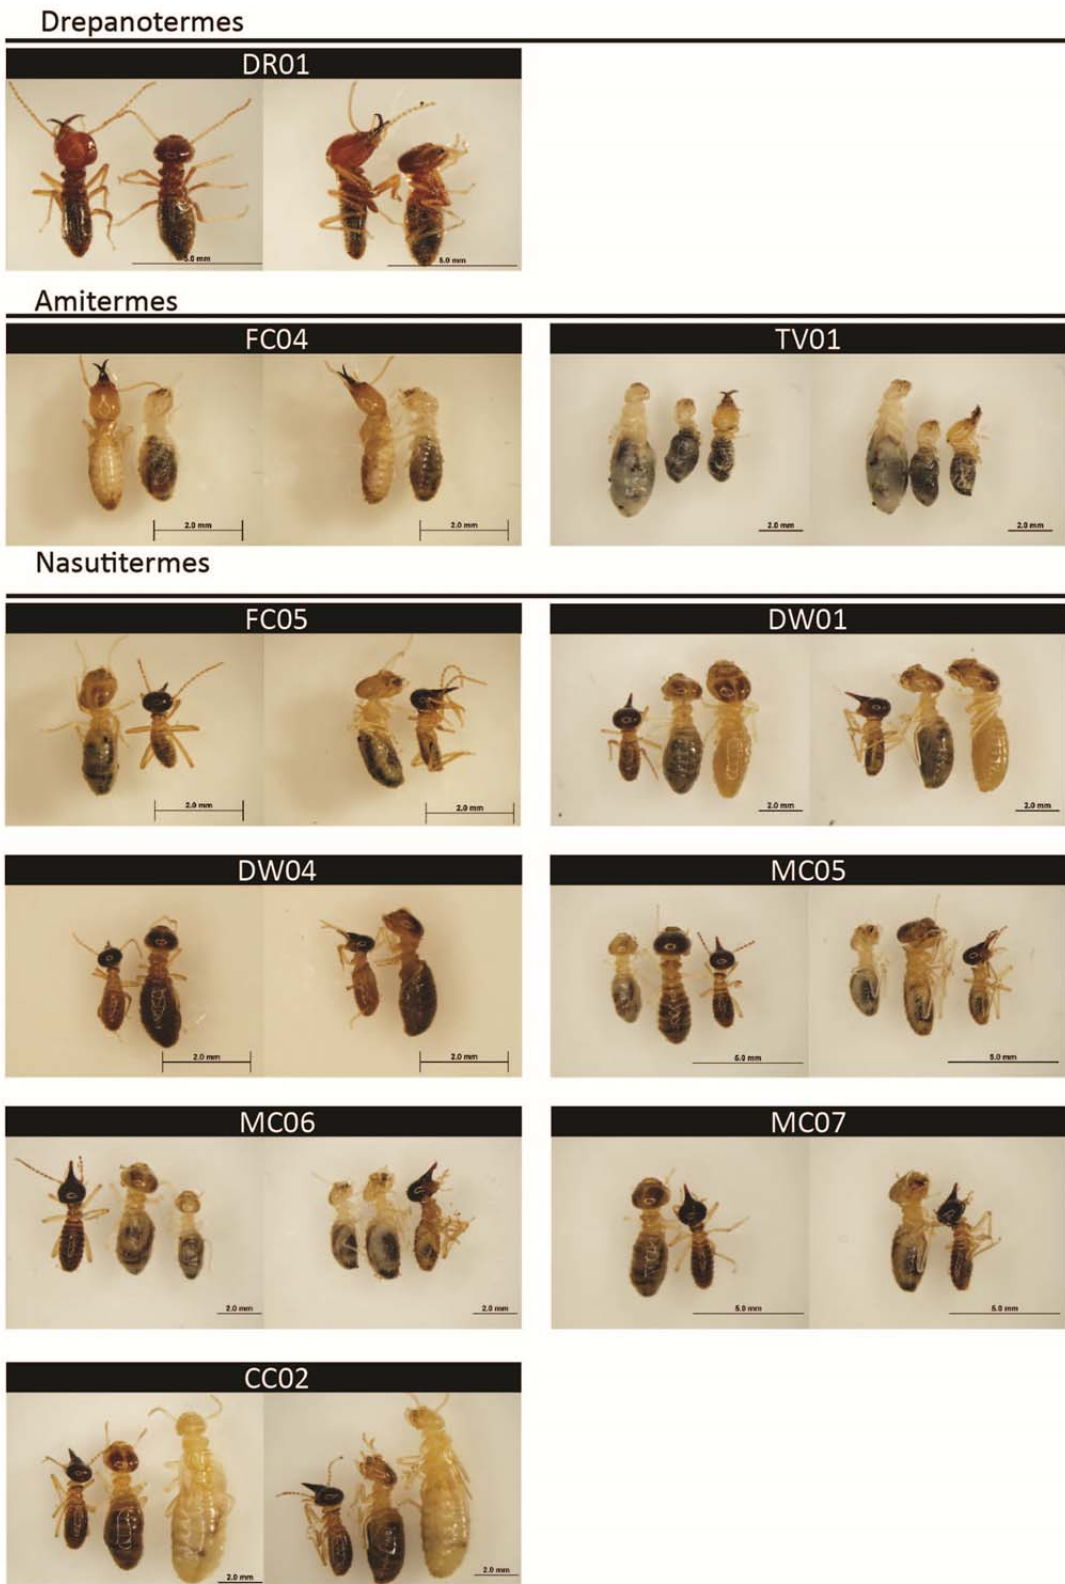 Drepanotermes
DR01
5.0 mm
5.0 mm
Amitermes
FC04
TV01
2.0 mm
2.0 mm
2.0 mm
2.0 mm
Nasutitermes
FC05
DW01
2.0 mm
2.0 mm
2.0 mm
2.0 mm
DW04
MC05
2.0 mm
2.0 mm
5.0 mm
5.0 mm
MC06
MC07
2.0 mm
2.0 mm
5.0 mm
5.0 mm
CC02
2.0 mm
2.0 mm